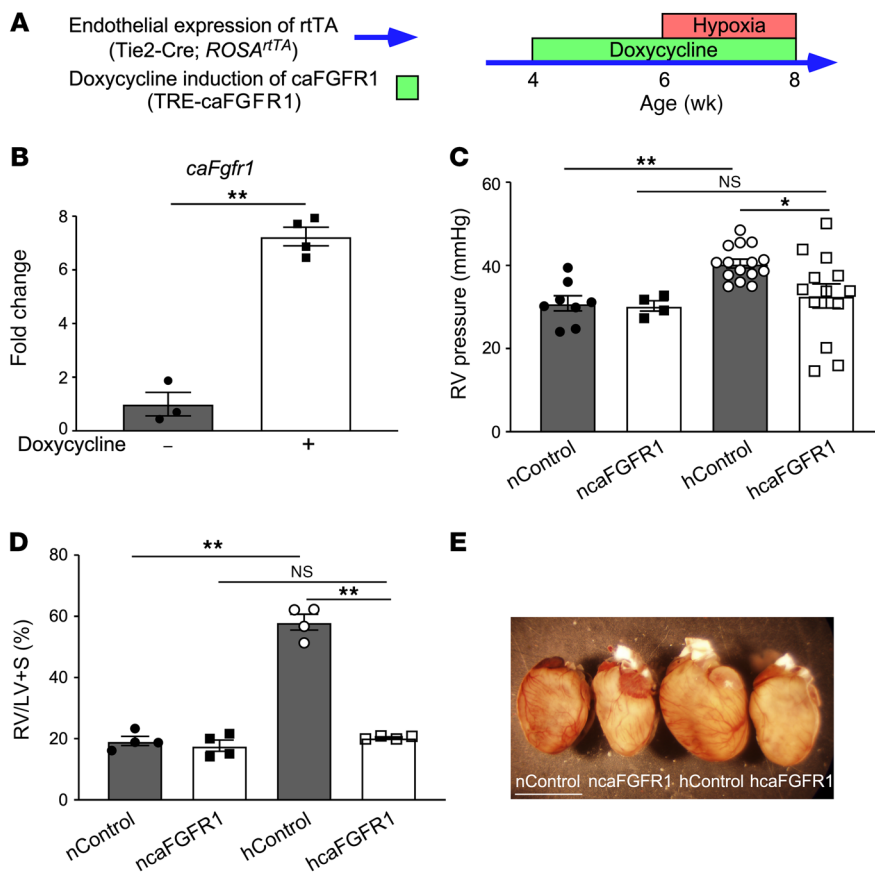 A
Endothelial expression of rtTA
(Tie2-Cre; ROSArtTA)
Doxycycline induction of caFGFR1
(TRE-caFGFR1)
Hypoxia
Doxycycline
4 6 8
Age (wk)
B
caFgfr1
**
Fold change
8
6
4
2
0
Doxycycline – +
C
**
NS
*
RV pressure (mmHg)
60
40
20
0
nControl
ncaFGFR1
hControl
hcaFGFR1
D
**
NS
**
RV/LV+S (%)
80
60
40
20
0
nControl
ncaFGFR1
hControl
hcaFGFR1
E
nControl ncaFGFR1 hControl hcaFGFR1